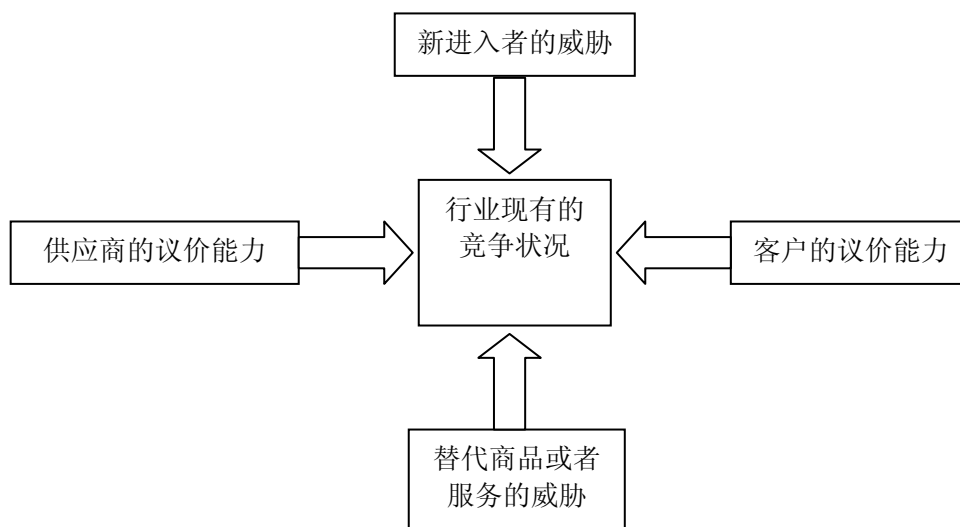 新进入者的威胁
行业现有的
竞争状况
供应商的议价能力
客户的议价能力
替代商品或者
服务的威胁